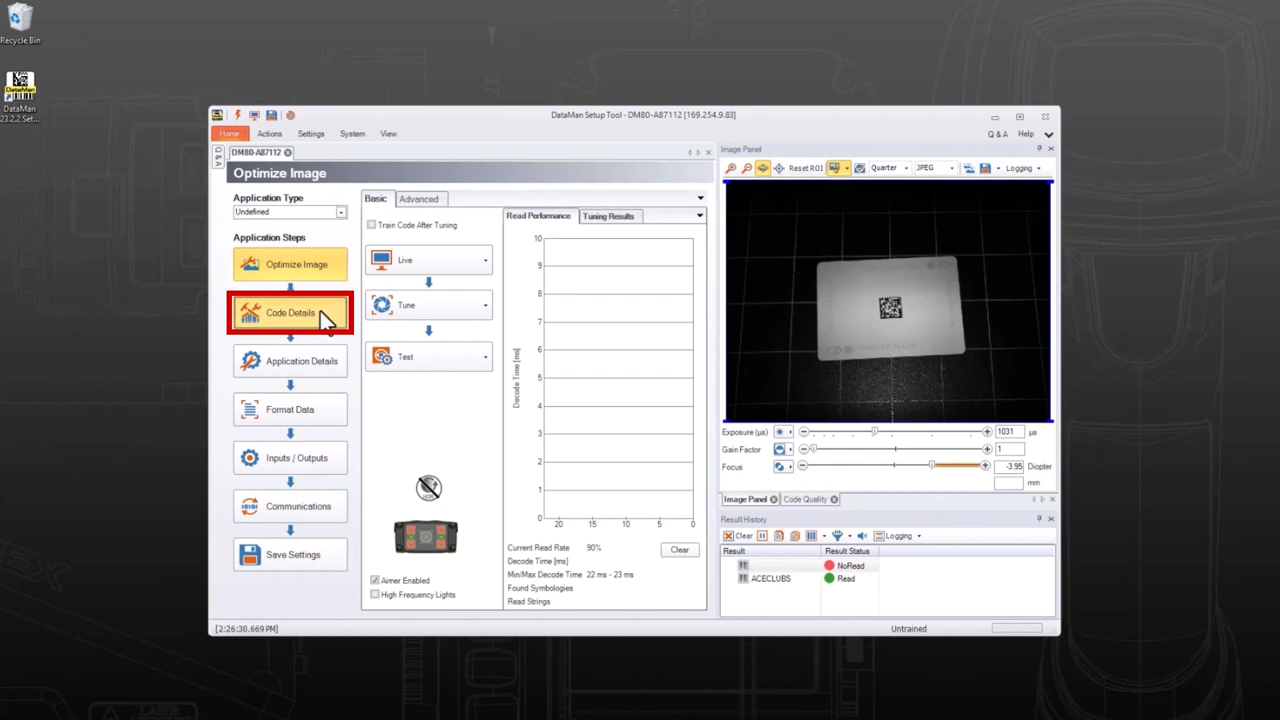 Recycle Bin
DataMan
DataMan
23.2.2 Set...
DataMan Setup Tool - DM80-A87112 [169.254.9.83]
Home Actions Settings System View
Q & A Help
Q & A
DM80-A87112
Optimize Image
Application Type
Undefined
Application Steps
Optimize Image
Code Details
Application Details
Format Data
Inputs / Outputs
Communications
Save Settings
Basic Advanced
Train Code After Tuning
Live
Tune
Test
Aimer Enabled
High Frequency Lights
Read Performance Tuning Results
Decode Time [ms]
10
9
8
7
6
5
4
3
2
1
0
20 15 10 5 0
Current Read Rate 90%
Clear
Decode Time [ms]
Min/Max Decode Time 22 ms - 23 ms
Found Symbologies
Read Strings
Image Panel
Reset ROI Quarter JPEG Logging
Exposure (µs) 1031 µs
Gain Factor 1
Focus -3.95 Diopter
mm
Image Panel Code Quality
Result History
Clear Logging
Result Result Status
NoRead
ACECLUBS Read
[2:26:30.669 PM]
Untrained